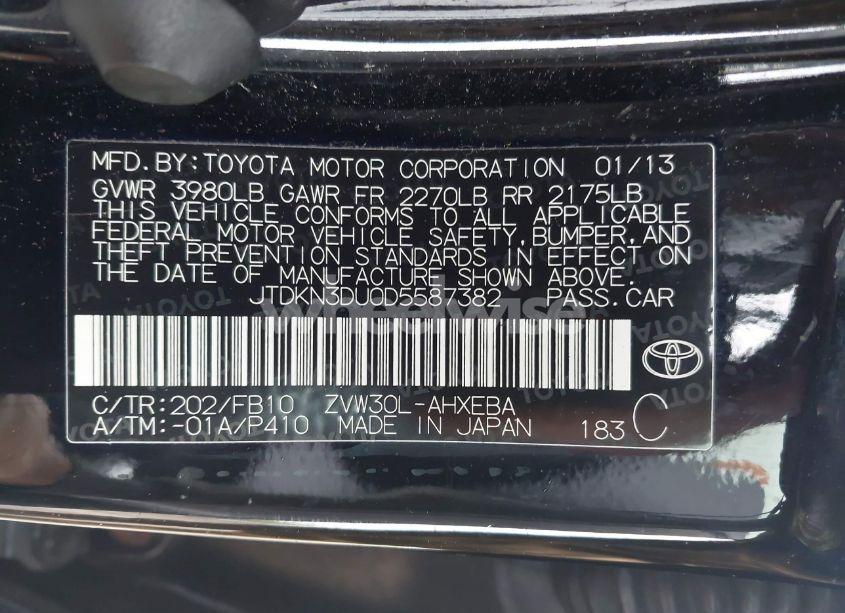 MFD.BY:TOYOTA MOTOR CORPORATION 01/13
GVWR 3980LB GAWR FR 2270LB RR 2175LB
THIS VEHICLE CONFORMS TO ALL APPLICABLE
FEDERAL MOTOR VEHICLE SAFETY,BUMPER,AND
THEFT PREVENTION STANDARDS IN EFFECT ON
THE DATE OF MANUFACTURE SHOWN ABOVE.
JTDKN3DU0D5587382 PASS.CAR
wheelwise
C/TR:202/FB10 ZVW30L-AHXEBA
A/TM:-01A/P410 MADE IN JAPAN 183 C